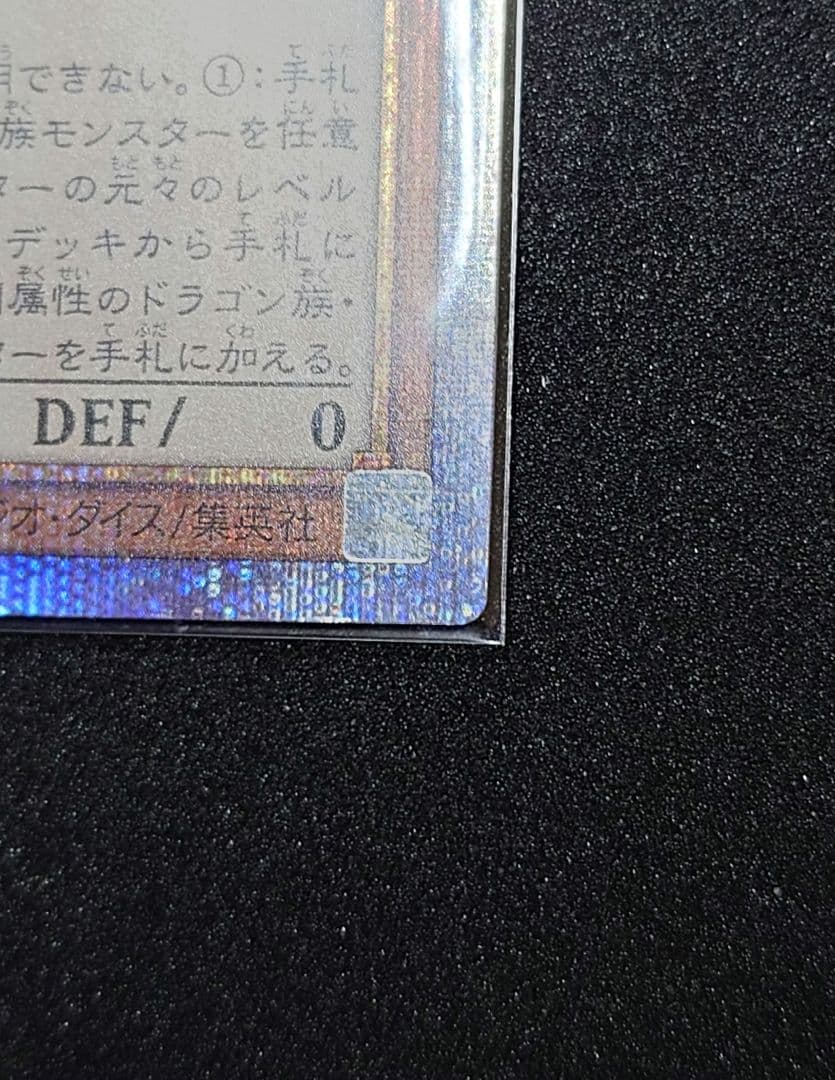 用できない。①:手札
族モンスターを任意
ターの元々のレベル
デッキから手札に
属性のドラゴン族・
ターを手札に加える。
DEF/ 0
ジオ・ダイス/集英社